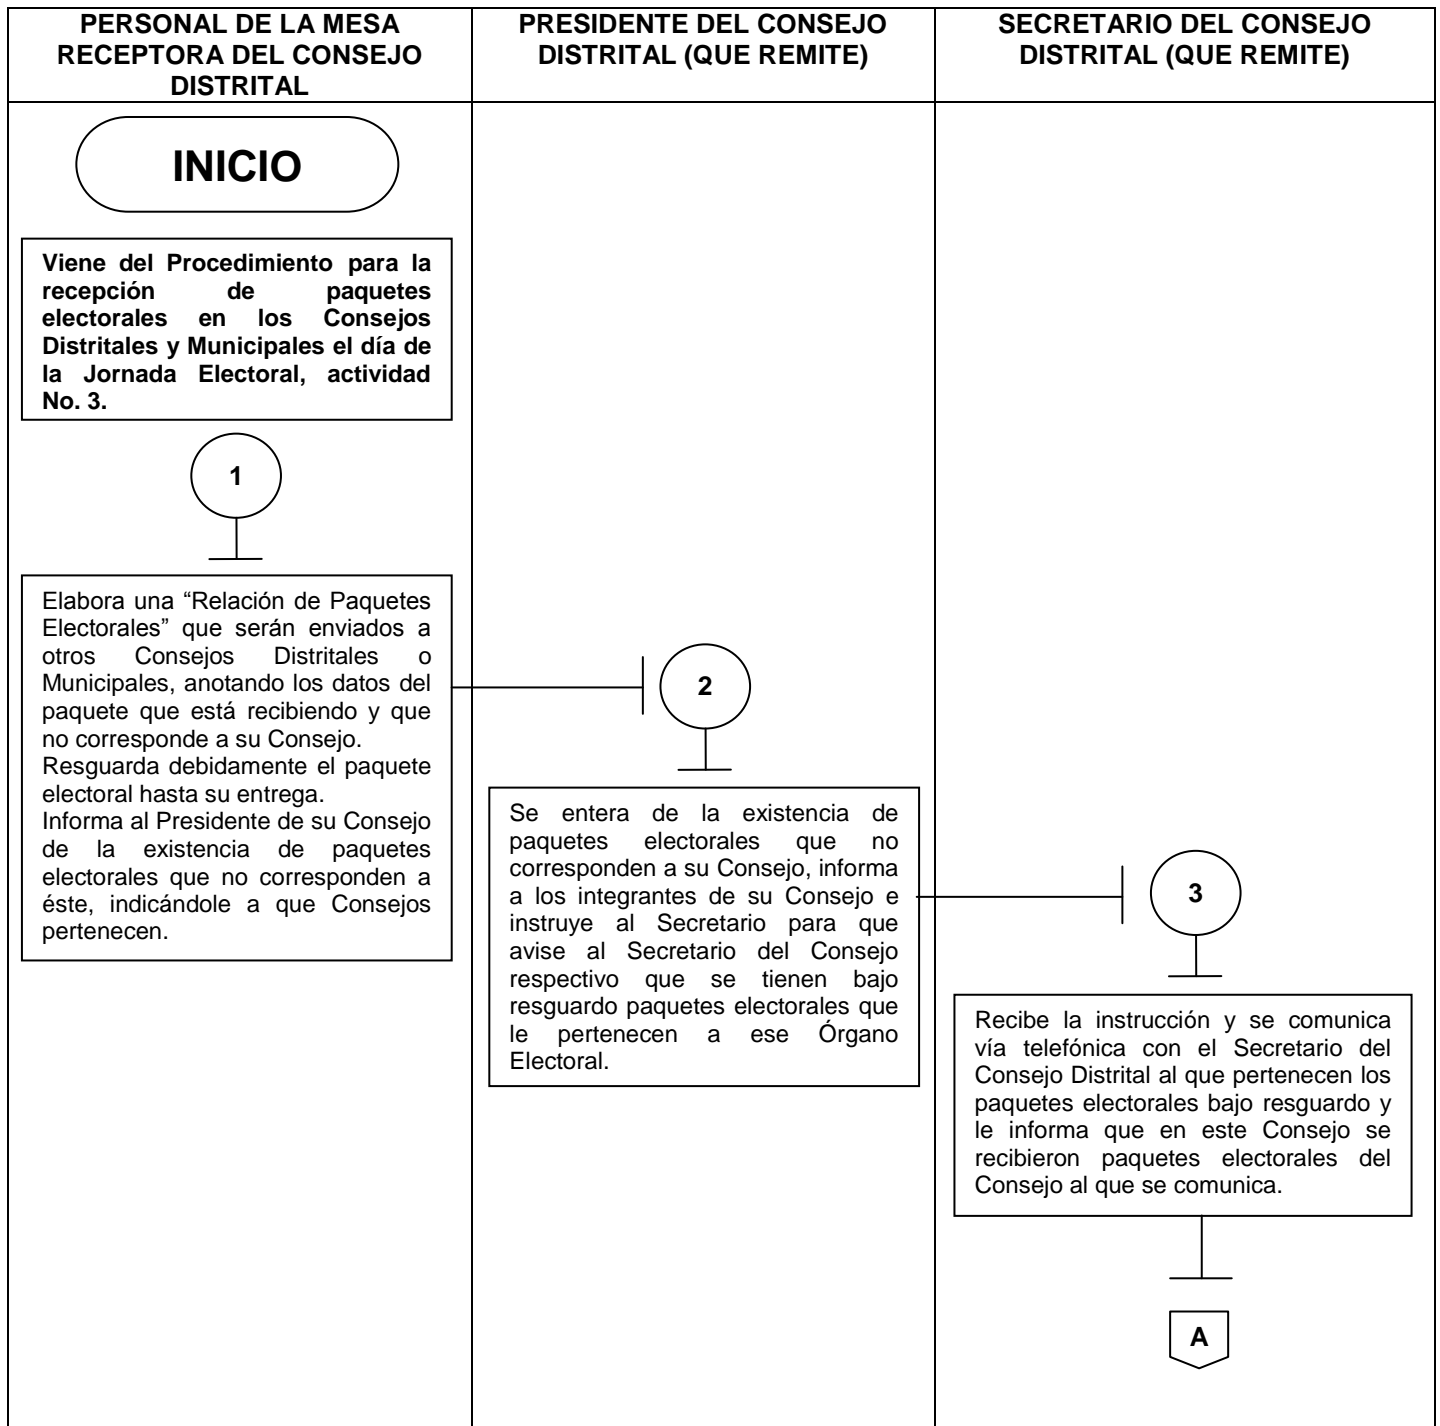 PERSONAL DE LA MESA
RECEPTORA DEL CONSEJO
DISTRITAL
PRESIDENTE DEL CONSEJO
DISTRITAL (QUE REMITE)
SECRETARIO DEL CONSEJO
DISTRITAL (QUE REMITE)
INICIO
Viene del Procedimiento para la
recepción de paquetes
electorales en los Consejos
Distritales y Municipales el día de
la Jornada Electoral, actividad
No. 3.
1
Elabora una “Relación de Paquetes
Electorales” que serán enviados a
otros Consejos Distritales o
Municipales, anotando los datos del
paquete que está recibiendo y que
no corresponde a su Consejo.
Resguarda debidamente el paquete
electoral hasta su entrega.
Informa al Presidente de su Consejo
de la existencia de paquetes
electorales que no corresponden a
éste, indicándole a que Consejos
pertenecen.
2
Se entera de la existencia de
paquetes electorales que no
corresponden a su Consejo, informa
a los integrantes de su Consejo e
instruye al Secretario para que
avise al Secretario del Consejo
respectivo que se tienen bajo
resguardo paquetes electorales que
le pertenecen a ese Órgano
Electoral.
3
Recibe la instrucción y se comunica
vía telefónica con el Secretario del
Consejo Distrital al que pertenecen los
paquetes electorales bajo resguardo y
le informa que en este Consejo se
recibieron paquetes electorales del
Consejo al que se comunica.
A